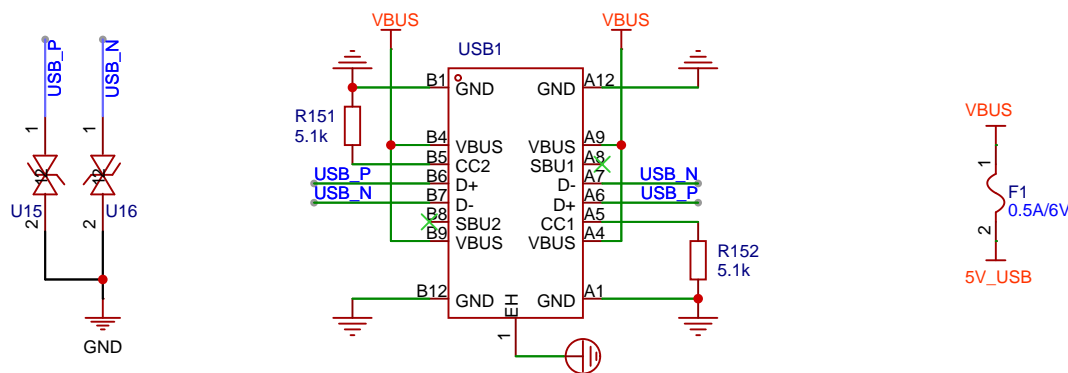 USB_P
USB_N
1
1
12
12
U15
U16
2
2
GND
VBUS
VBUS
USB1
B1
GND
GND
A12
R151
5.1k
B4
VBUS
VBUS
A9
B5
CC2
SBU1
A8
USB_P
B6
D+
D-
A7
USB_N
USB_N
B7
D-
D+
A6
USB_P
B8
SBU2
CC1
A5
B9
VBUS
VBUS
A4
R152
5.1k
B12
GND
GND
A1
EH
1
VBUS
1
F1
0.5A/6V
2
5V_USB